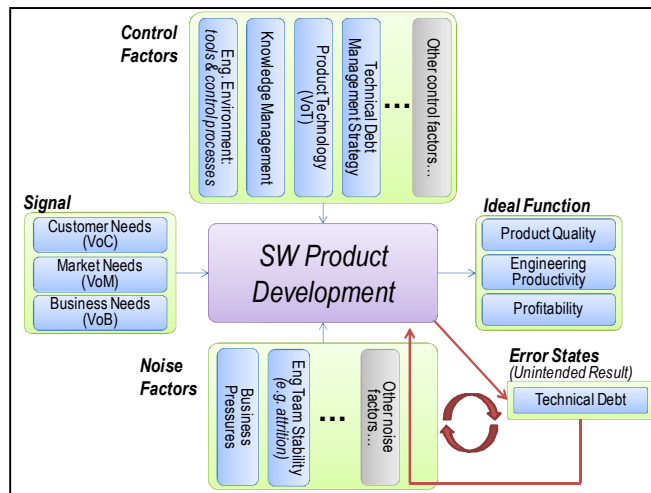 Control
Factors
Eng. Environment:
tools & control processes
Knowledge Management
Product Technology
(VoT)
Technical Debt
Management Strategy
...
Other control factors...
Signal
Customer Needs
(VoC)
Market Needs
(VoM)
Business Needs
(VoB)
SW Product
Development
Ideal Function
Product Quality
Engineering
Productivity
Profitability
Noise
Factors
Business
Pressures
Eng Team Stability
(e.g. attrition)
...
Other noise
factors...
Error States
(Unintended Result)
Technical Debt